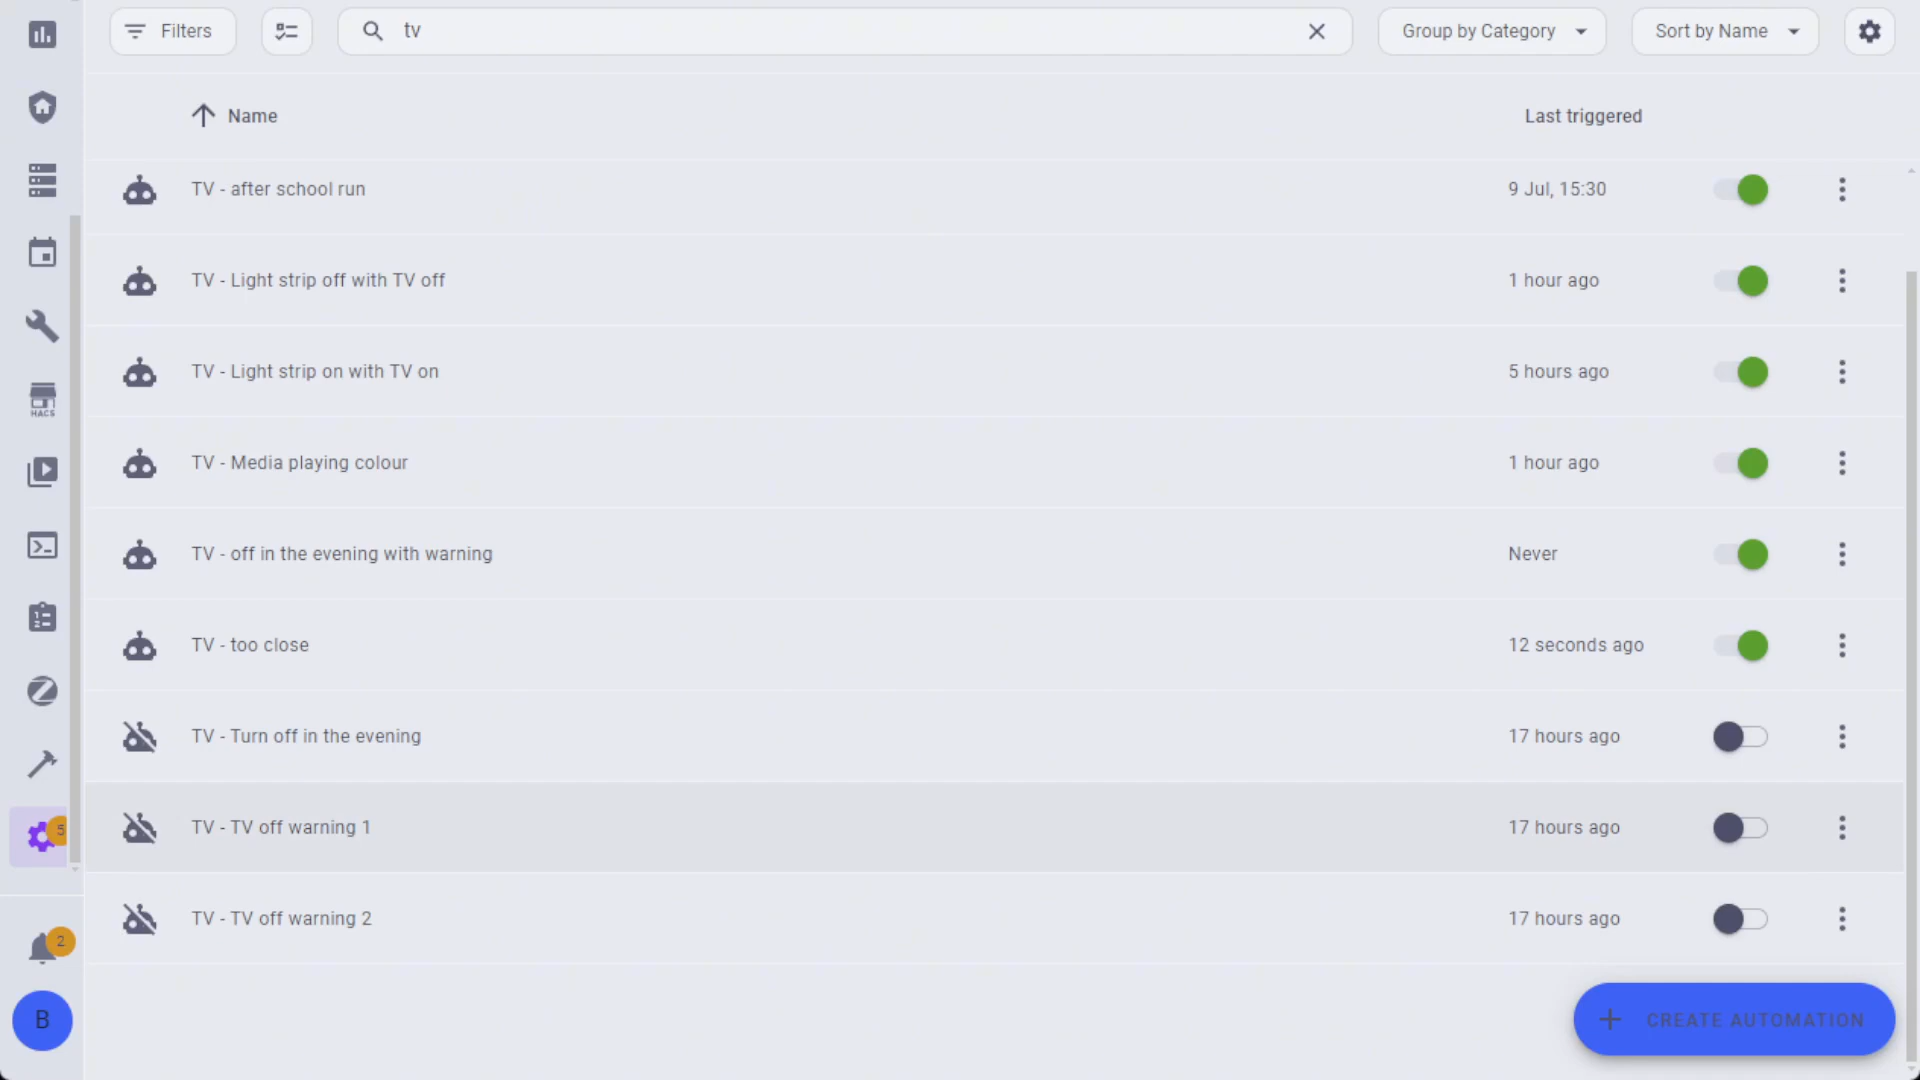 Filters
tv
Group by Category
Sort by Name
Name
Last triggered
TV - after school run
9 Jul, 15:30
TV - Light strip off with TV off
1 hour ago
TV - Light strip on with TV on
5 hours ago
HACS
TV - Media playing colour
1 hour ago
TV - off in the evening with warning
Never
TV - too close
12 seconds ago
TV - Turn off in the evening
17 hours ago
5
TV - TV off warning 1
17 hours ago
TV - TV off warning 2
17 hours ago
2
B
CREATE AUTOMATION